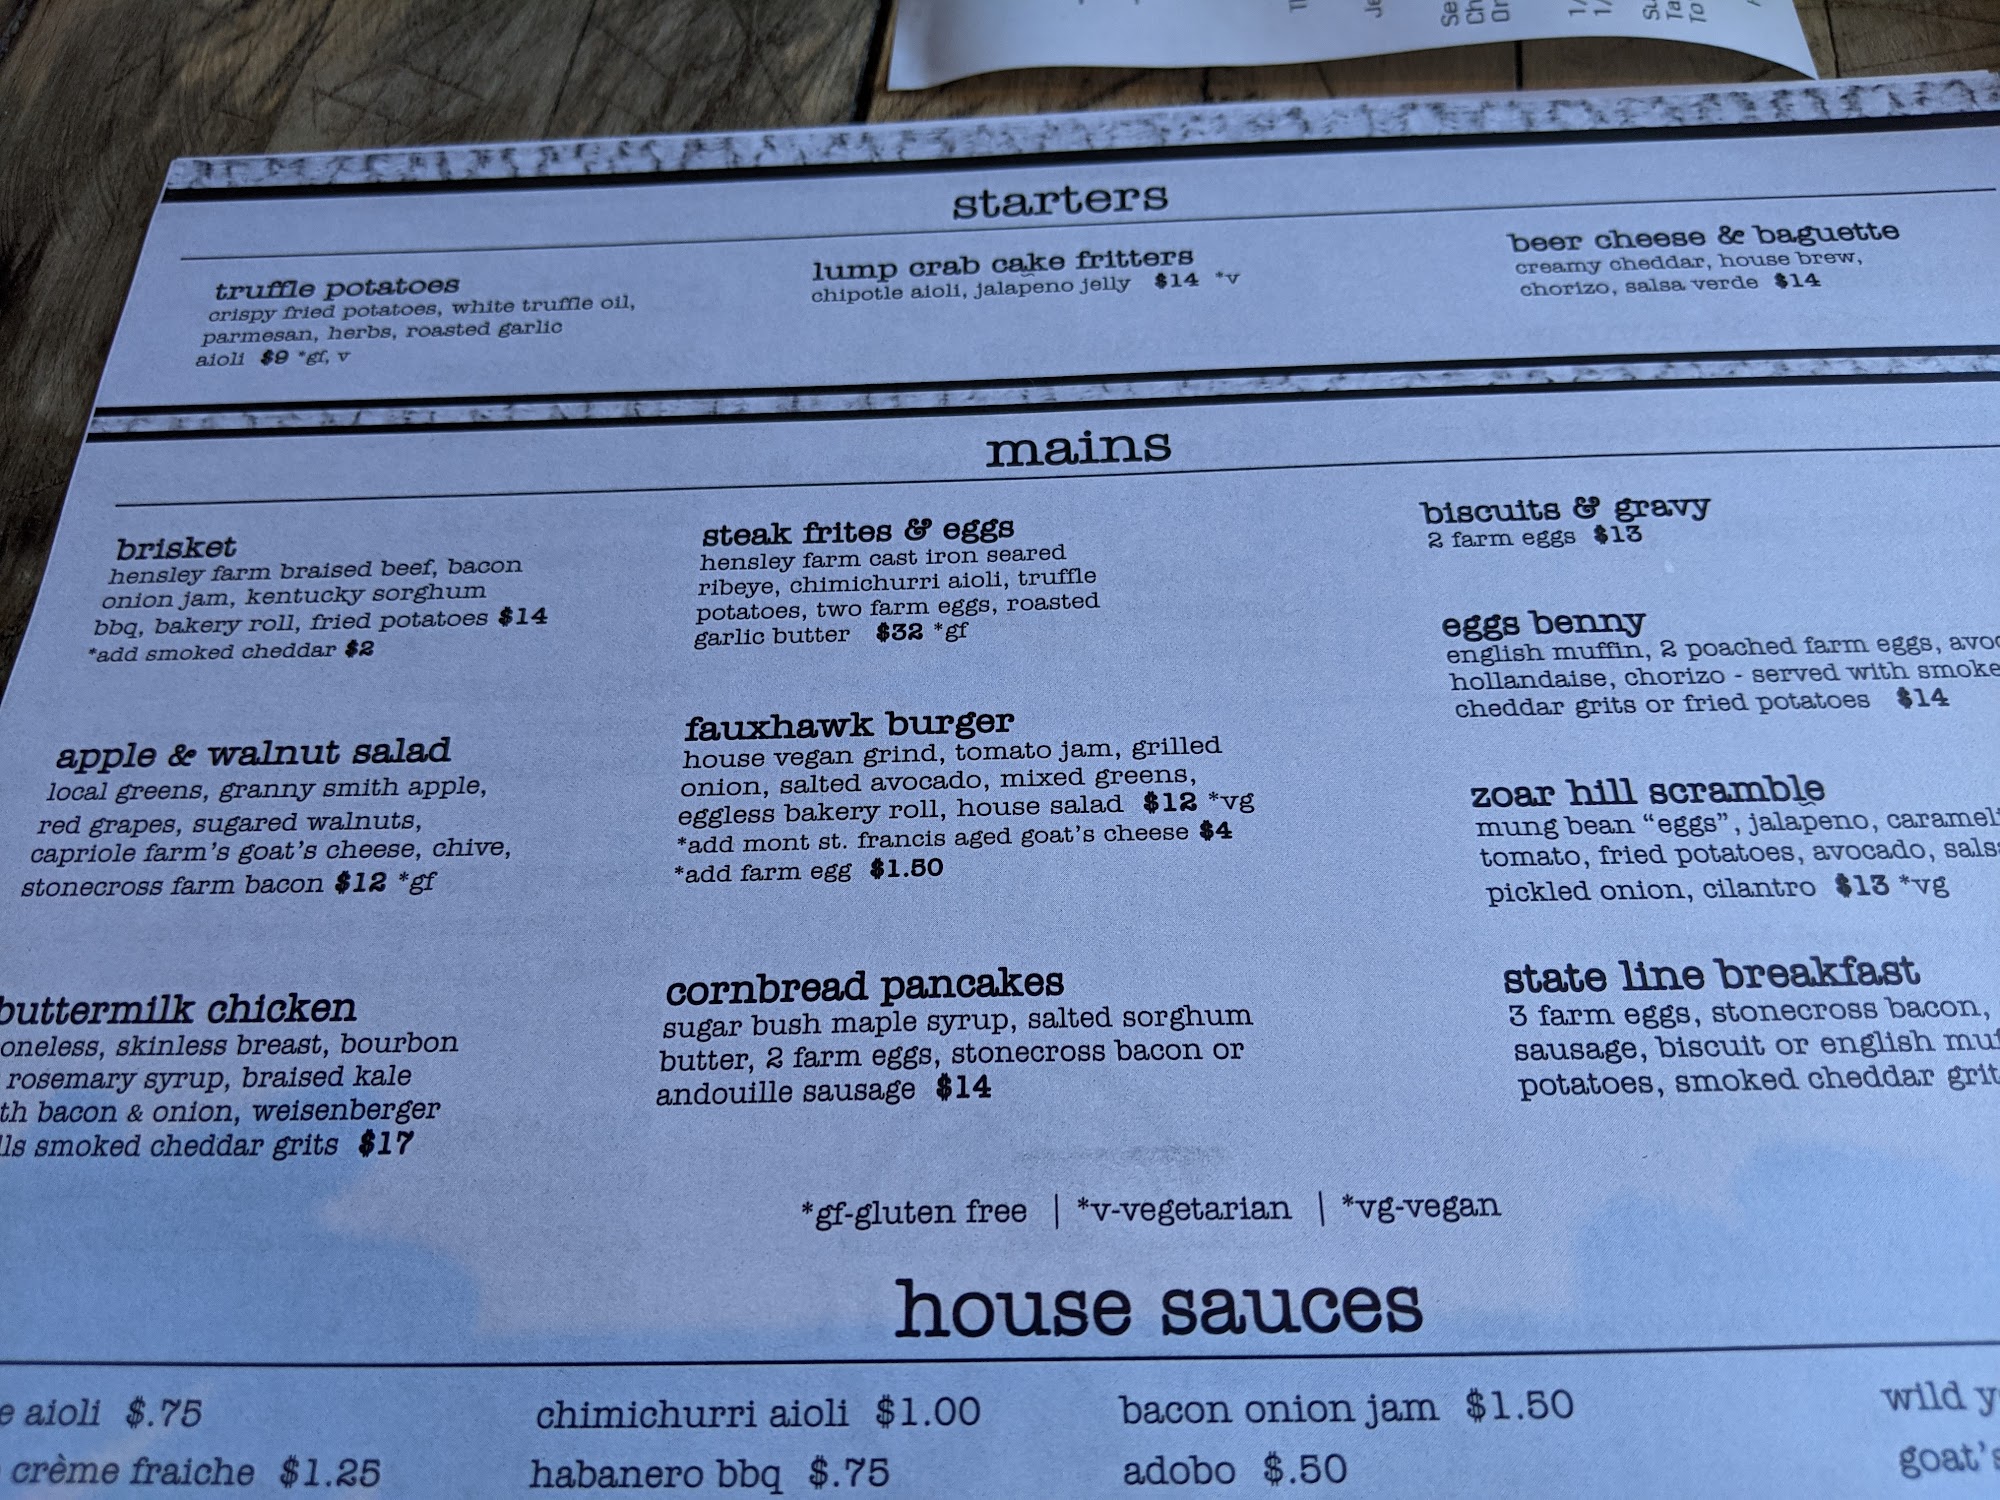 starters
truffle potatoes
crispy fried potatoes, white truffle oil,
parmesan, herbs, roasted garlic
aioli $9 *gf, v
lump crab cake fritters
chipotle aioli, jalapeno jelly $14 *v
beer cheese & baguette
creamy cheddar, house brew,
chorizo, salsa verde $14
mains
brisket
hensley farm braised beef, bacon
onion jam, kentucky sorghum
bbq, bakery roll, fried potatoes $14
*add smoked cheddar $2
apple & walnut salad
local greens, granny smith apple,
red grapes, sugared walnuts,
capriole farm's goat's cheese, chive,
stonecross farm bacon $12 *gf
buttermilk chicken
oneless, skinless breast, bourbon
rosemary syrup, braised kale
th bacon & onion, weisenberger
lls smoked cheddar grits $17
steak frites & eggs
hensley farm cast iron seared
ribeye, chimichurri aioli, truffle
potatoes, two farm eggs, roasted
garlic butter $32 *gf
fauxhawk burger
house vegan grind, tomato jam, grilled
onion, salted avocado, mixed greens,
eggless bakery roll, house salad $12 *vg
*add mont st. francis aged goat's cheese $4
*add farm egg $1.50
cornbread pancakes
sugar bush maple syrup, salted sorghum
butter, 2 farm eggs, stonecross bacon or
andouille sausage $14
biscuits & gravy
2 farm eggs $13
eggs benny
english muffin, 2 poached farm eggs, avoc
hollandaise, chorizo - served with smoke
cheddar grits or fried potatoes $14
zoar hill scramble
mung bean "eggs", jalapeno, carameli
tomato, fried potatoes, avocado, salsa
pickled onion, cilantro $13 *vg
state line breakfast
3 farm eggs, stonecross bacon,
sausage, biscuit or english muf
potatoes, smoked cheddar grit
*gf-gluten free | *v-vegetarian | *vg-vegan
house sauces
e aioli $.75
crème fraiche $1.25
chimichurri aioli $1.00
habanero bbq $.75
bacon onion jam $1.50
adobo $.50
wild y
goat's